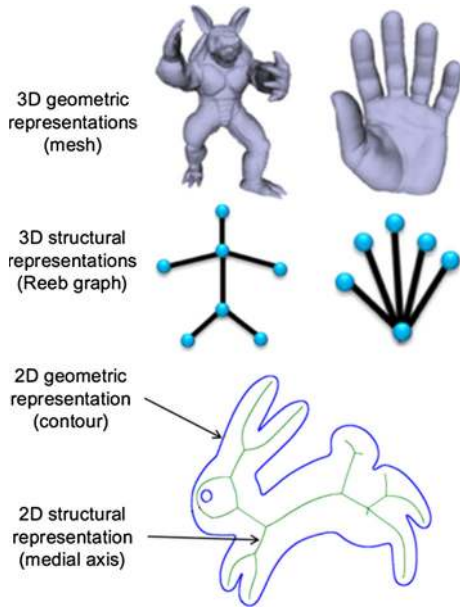 3D geometric
representations
(mesh)
3D structural
representations
(Reeb graph)
2D geometric
representation
(contour)
2D structural
representation
(medial axis)